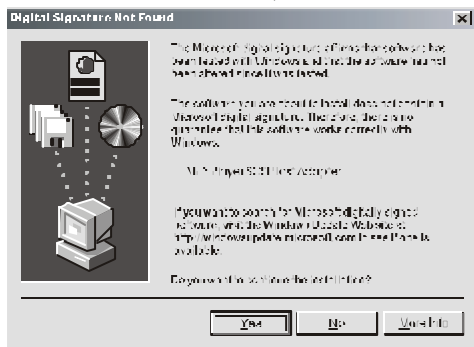 Digital Signature Not Found
The Microsoft digital signature affirms that software has
been tested with Windows and that the software has not
been altered since it was tested.
The software you are about to install does not contain a
Microsoft digital signature. Therefore, there is no
guarantee that this software works correctly with
Windows.
Player Host Adapter
If you want to search for Microsoft digitally signed
software, visit the Windows Update Web site at
http://windowsupdate.microsoft.com to see if one is
available.
Do you want to continue the installation?
Yes
No
More Info